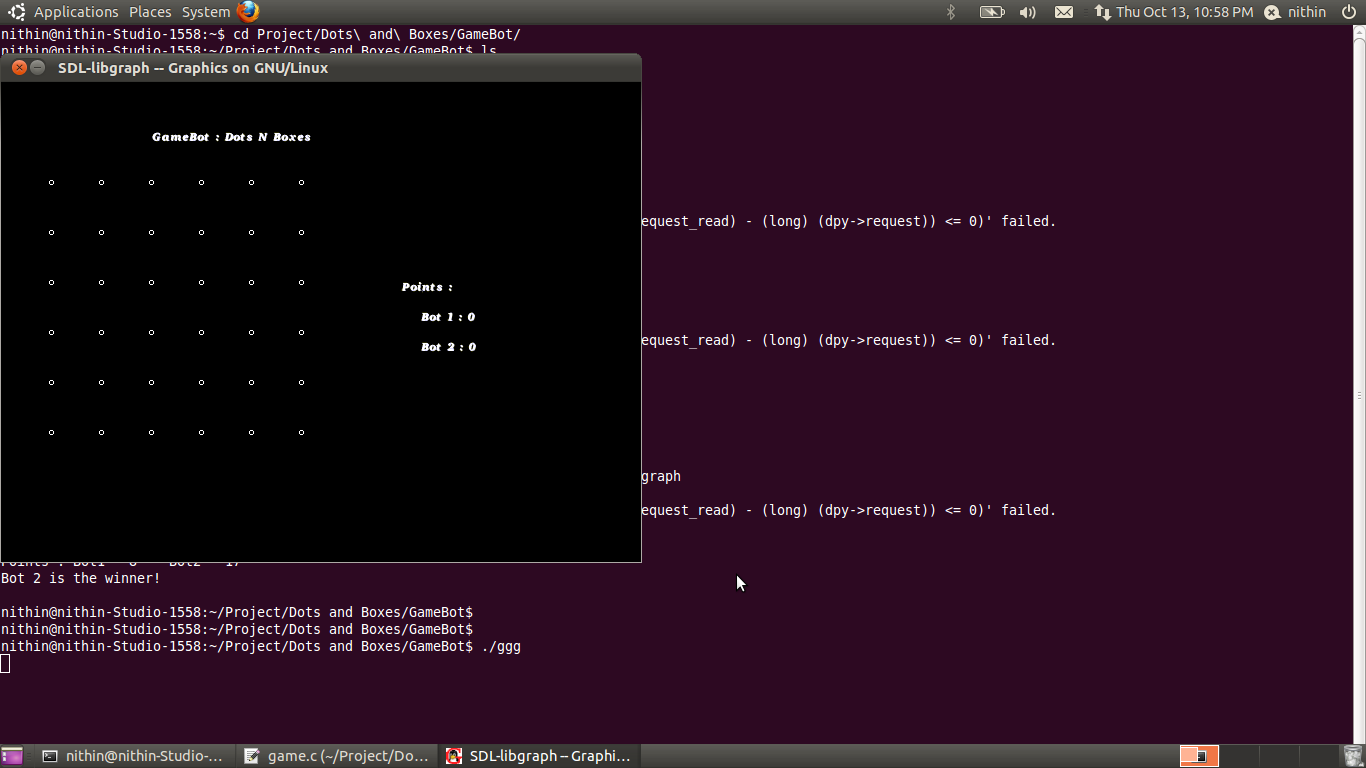 Applications Places System Thu Oct 13, 10:58 PM nithin
nithin@nithin-Studio-1558:~$ cd Project/Dots\ and\ Boxes/GameBot/
nithin@nithin-Studio-1558:~/Project/Dots and Boxes/GameBot$ ls
SDL-libgraph -- Graphics on GNU/Linux
GameBot : Dots N Boxes
Points :
Bot 1 : 0
Bot 2 : 0
equest_read) - (long) (dpy->request)) <= 0)' failed.
equest_read) - (long) (dpy->request)) <= 0)' failed.
graph
equest_read) - (long) (dpy->request)) <= 0)' failed.
Bot 2 is the winner!
nithin@nithin-Studio-1558:~/Project/Dots and Boxes/GameBot$
nithin@nithin-Studio-1558:~/Project/Dots and Boxes/GameBot$
nithin@nithin-Studio-1558:~/Project/Dots and Boxes/GameBot$ ./ggg
nithin@nithin-Studio-... game.c (~/Project/Do... SDL-libgraph -- Graphi...